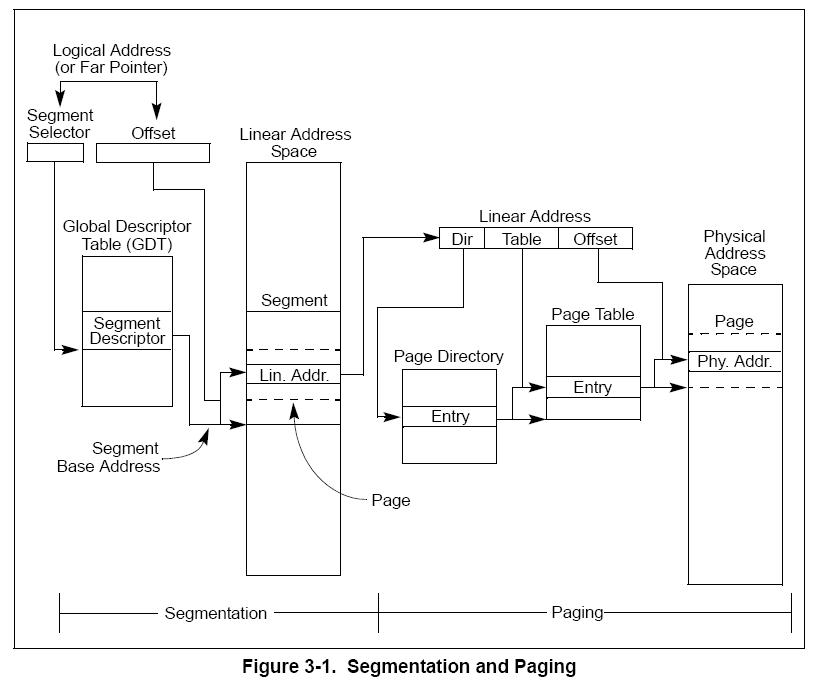 Logical Address
(or Far Pointer)
Segment
Selector
Offset
Linear Address
Space
Global Descriptor
Table (GDT)
Segment
Descriptor
Segment
Lin. Addr.
Segment
Base Address
Page
Linear Address
Dir
Table
Offset
Physical
Address
Space
Page Table
Page Directory
Entry
Entry
Page
Phy. Addr.
Segmentation
Paging
Figure 3-1. Segmentation and Paging